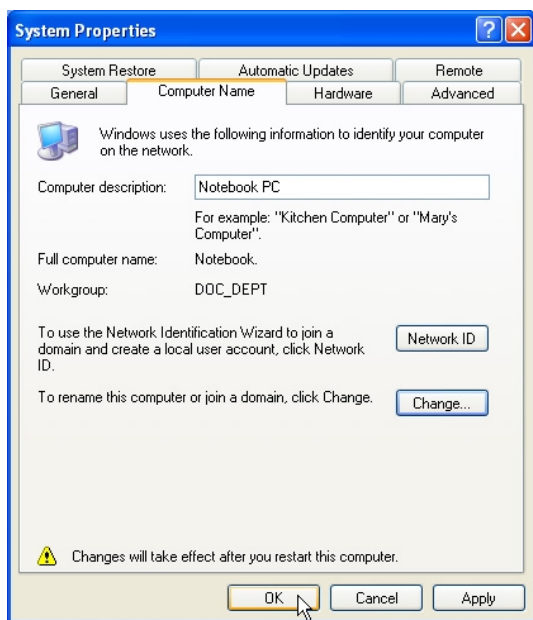 System Properties
?
X
System Restore
Automatic Updates
Remote
General
Computer Name
Hardware
Advanced
Windows uses the following information to identify your computer
on the network.
Computer description:
Notebook PC
For example: "Kitchen Computer" or "Mary's
Computer".
Full computer name:
Notebook.
Workgroup:
DOC_DEPT
To use the Network Identification Wizard to join a
domain and create a local user account, click Network
ID.
Network ID
To rename this computer or join a domain, click Change.
Change...
Changes will take effect after you restart this computer.
OK
Cancel
Apply